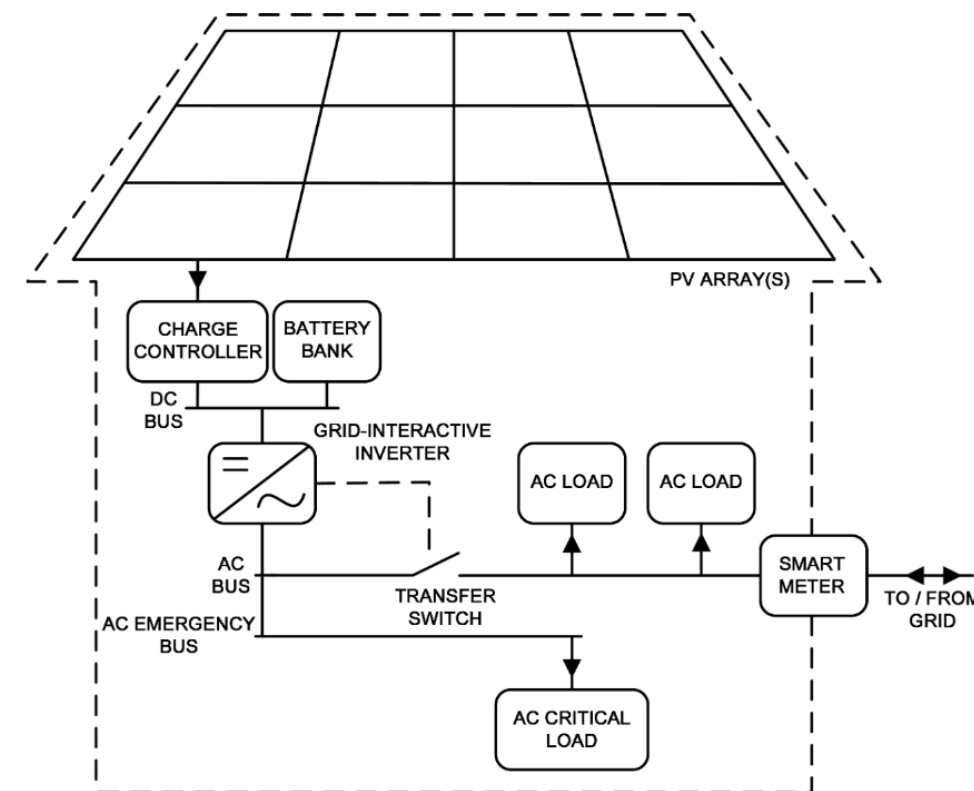 PV ARRAY(S)
CHARGE
CONTROLLER
BATTERY
BANK
DC
BUS
GRID-INTERACTIVE
INVERTER
AC LOAD
AC LOAD
SMART
METER
AC
BUS
TRANSFER
SWITCH
TO / FROM
GRID
AC EMERGENCY
BUS
AC CRITICAL
LOAD